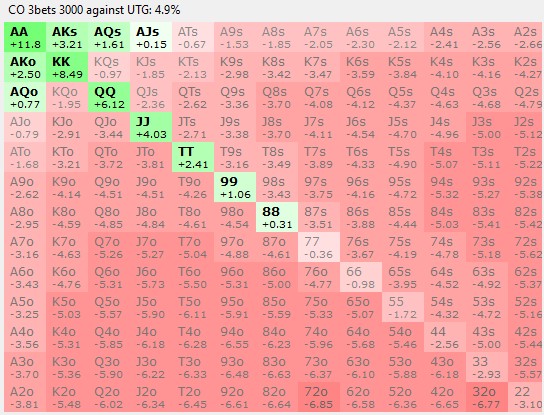 CO 3bets 3000 against UTG: 4.9%
AA AKs AQs AJs ATs A9s A8s A7s A6s A5s A4s A3s A2s
+11.8 +3.21 +1.61 +0.15 -0.67 -1.53 -1.85 -2.05 -2.30 -2.12 -2.41 -2.56 -2.66
AKo KK KQs KJs KTs K9s K8s K7s K6s K5s K4s K3s K2s
+2.50 +8.49 -0.97 -1.85 -2.13 -2.98 -3.42 -3.47 -3.59 -3.84 -4.10 -4.16 -4.27
AQo KQo QQ QJs QTs Q9s Q8s Q7s Q6s Q5s Q4s Q3s Q2s
+0.77 -1.95 +6.12 -2.36 -2.62 -3.36 -3.70 -4.08 -4.12 -4.37 -4.63 -4.68 -4.79
AJo KJo QJo JJ JTs J9s J8s J7s J6s J5s J4s J3s J2s
-0.79 -2.91 -3.44 +4.03 -2.71 -3.38 -3.70 -4.11 -4.54 -4.70 -4.96 -5.00 -5.12
ATo KTo QTo JTo TT T9s T8s T7s T6s T5s T4s T3s T2s
-1.68 -3.21 -3.72 -3.81 +2.41 -3.16 -3.49 -3.89 -4.33 -4.90 -5.07 -5.11 -5.22
A9o K9o Q9o J9o T9o 99 98s 97s 96s 95s 94s 93s 92s
-2.62 -4.14 -4.51 -4.51 -4.26 +1.06 -3.43 -3.75 -4.16 -4.72 -5.32 -5.27 -5.38
A8o K8o Q8o J8o T8o 98o 88 87s 86s 85s 84s 83s 82s
-2.95 -4.59 -4.85 -4.84 -4.61 -4.54 +0.31 -3.51 -3.88 -4.44 -5.03 -5.41 -5.42
A7o K7o Q7o J7o T7o 97o 87o 77 76s 75s 74s 73s 72s
-3.16 -4.63 -5.27 -5.27 -5.04 -4.88 -4.61 -0.36 -3.67 -4.19 -4.78 -5.18 -5.62
A6o K6o Q6o J6o T6o 96o 86o 76o 66 65s 64s 63s 62s
-3.43 -4.76 -5.31 -5.73 -5.50 -5.31 -5.00 -4.77 -0.98 -3.95 -4.52 -4.92 -5.37
A5o K5o Q5o J5o T5o 95o 85o 75o 65o 55 54s 53s 52s
-3.25 -5.03 -5.57 -5.90 -6.11 -5.91 -5.59 -5.33 -5.07 -1.72 -4.32 -4.72 -5.16
A4o K4o Q4o J4o T4o 94o 84o 74o 64o 54o 44 43s 42s
-3.56 -5.31 -5.85 -6.18 -6.28 -6.55 -6.23 -5.96 -5.68 -5.46 -2.56 -5.00 -5.44
A3o K3o Q3o J3o T3o 93o 83o 73o 63o 53o 43o 33 32s
-3.70 -5.36 -5.90 -6.22 -6.33 -6.48 -6.63 -6.37 -6.10 -5.88 -6.18 -2.93 -5.57
A2o K2o Q2o J2o T2o 92o 82o 72o 62o 52o 42o 32o 22
-3.81 -5.48 -6.02 -6.34 -6.45 -6.61 -6.64 -6.85 -6.58 -6.36 -6.65 -6.77 -3.10